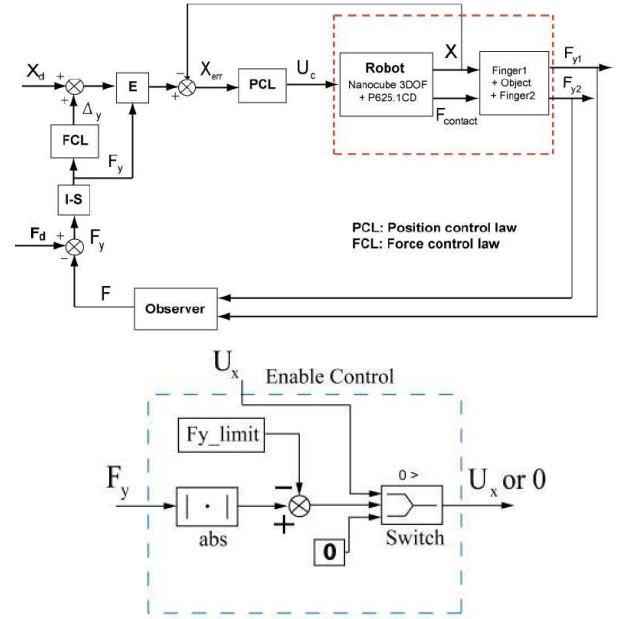 X_d
+
+
Δ_y
E
FCL
F_y
I-S
F_d
+
−
F_y
F
Observer
−
+
X_err
PCL
U_c
Robot
Nanocube 3DOF
+ P625.1CD
X
F_contact
Finger1
+ Object
+ Finger2
F_y1
F_y2
PCL: Position control law
FCL: Force control law
U_x
Enable Control
Fy_limit
F_y
| · |
abs
−
+
0
0 >
Switch
U_x or 0